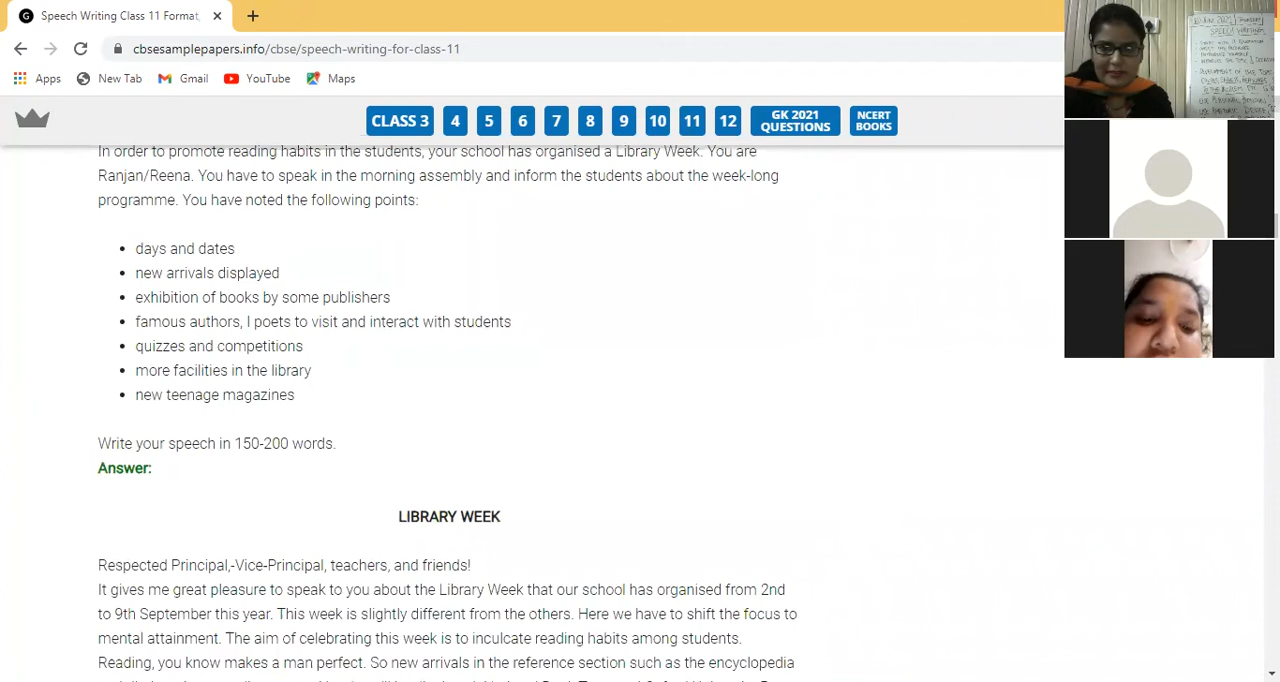 Speech Writing Class 11 Format,
cbsesamplepapers.info/cbse/speech-writing-for-class-11
Apps New Tab Gmail YouTube Maps
CLASS 3 4 5 6 7 8 9 10 11 12 GK 2021 QUESTIONS NCERT BOOKS
In order to promote reading habits in the students, your school has organised a Library Week. You are
Ranjan/Reena. You have to speak in the morning assembly and inform the students about the week-long
programme. You have noted the following points:
• days and dates
• new arrivals displayed
• exhibition of books by some publishers
• famous authors, I poets to visit and interact with students
• quizzes and competitions
• more facilities in the library
• new teenage magazines
Write your speech in 150-200 words.
Answer:
LIBRARY WEEK
Respected Principal,-Vice-Principal, teachers, and friends!
It gives me great pleasure to speak to you about the Library Week that our school has organised from 2nd
to 9th September this year. This week is slightly different from the others. Here we have to shift the focus to
mental attainment. The aim of celebrating this week is to inculcate reading habits among students.
Reading, you know makes a man perfect. So new arrivals in the reference section such as the encyclopedia
SPEECH WRITING